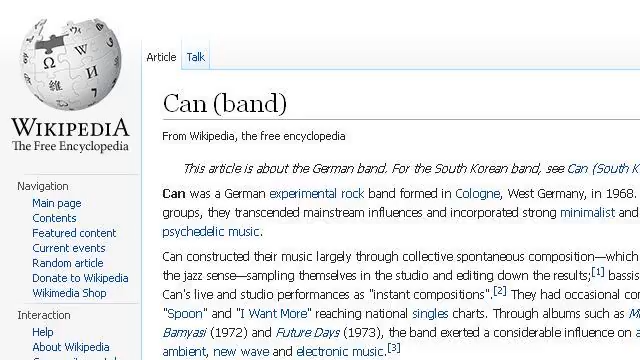 WIKIPEDIA
The Free Encyclopedia
Navigation
Main page
Contents
Featured content
Current events
Random article
Donate to Wikipedia
Wikimedia Shop
Interaction
Help
About Wikipedia
Article Talk
Can (band)
From Wikipedia, the free encyclopedia
This article is about the German band. For the South Korean band, see Can (South K
Can was a German experimental rock band formed in Cologne, West Germany, in 1968.
groups, they transcended mainstream influences and incorporated strong minimalist and
psychedelic music.
Can constructed their music largely through collective spontaneous composition—which
the jazz sense—sampling themselves in the studio and editing down the results;[1] bassis
Can's live and studio performances as "instant compositions".[2] They had occasional co
"Spoon" and "I Want More" reaching national singles charts. Through albums such as
Bamyasi (1972) and Future Days (1973), the band exerted a considerable influence on
ambient, new wave and electronic music.[3]